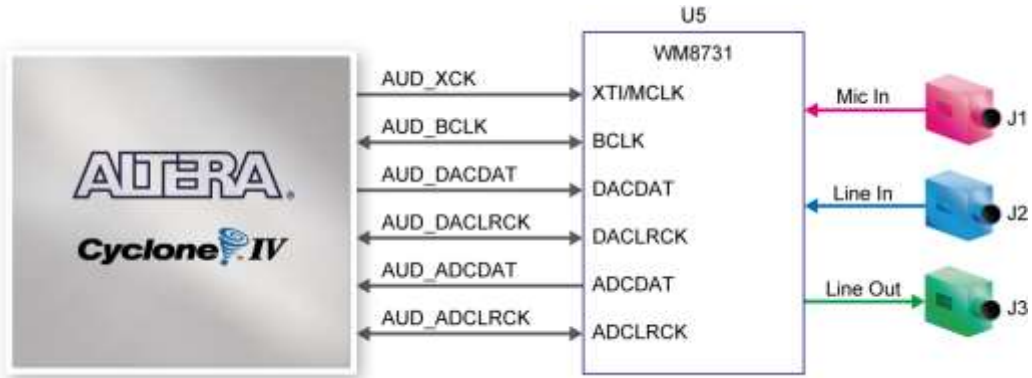 U5
WM8731
ALTERA®
Cyclone® IV
AUD_XCK
AUD_BCLK
AUD_DACDAT
AUD_DACLRCK
AUD_ADCDAT
AUD_ADCLRCK
XTI/MCLK
BCLK
DACDAT
DACLRCK
ADCDAT
ADCLRCK
Mic In
J1
Line In
J2
Line Out
J3